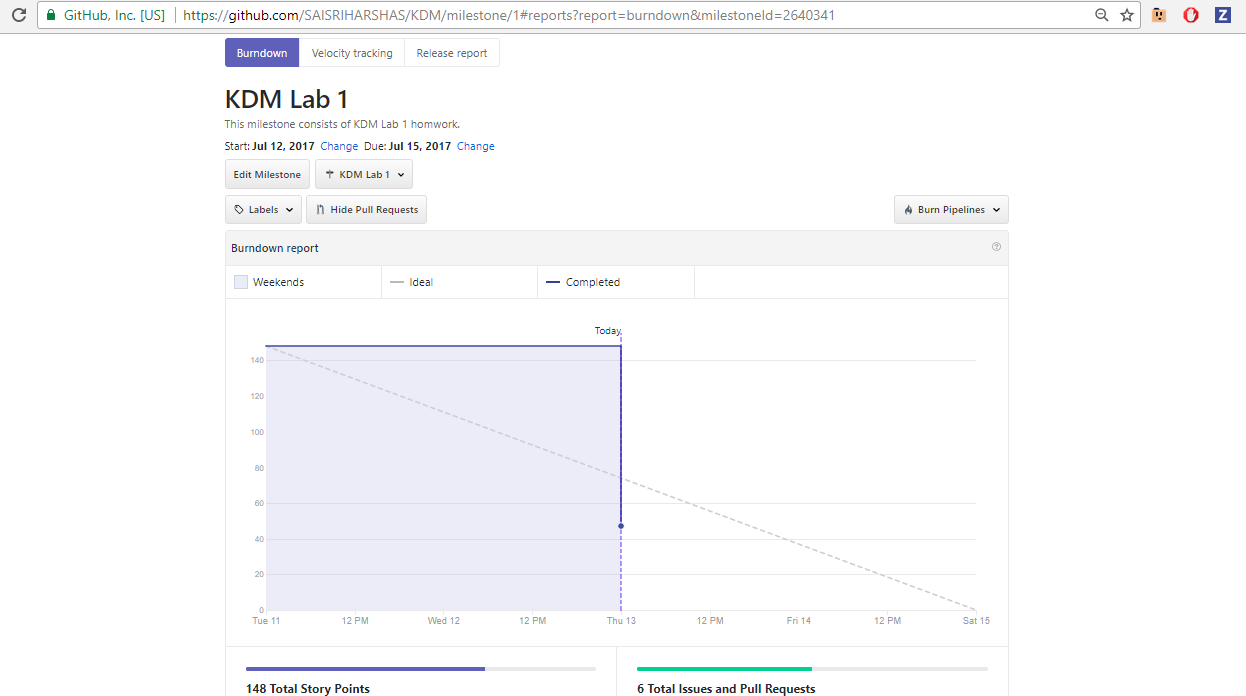 GitHub, Inc. [US] https://github.com/SAISRIHARSHAS/KDM/milestone/1#reports?report=burndown&milestoneId=2640341
Z
Burndown Velocity tracking Release report
KDM Lab 1
This milestone consists of KDM Lab 1 homwork.
Start: Jul 12, 2017 Change Due: Jul 15, 2017 Change
Edit Milestone KDM Lab 1
Labels Hide Pull Requests Burn Pipelines
Burndown report
Weekends Ideal Completed
Today
140
120
100
80
60
40
20
0
Tue 11 12 PM Wed 12 12 PM Thu 13 12 PM Fri 14 12 PM Sat 15
148 Total Story Points 6 Total Issues and Pull Requests